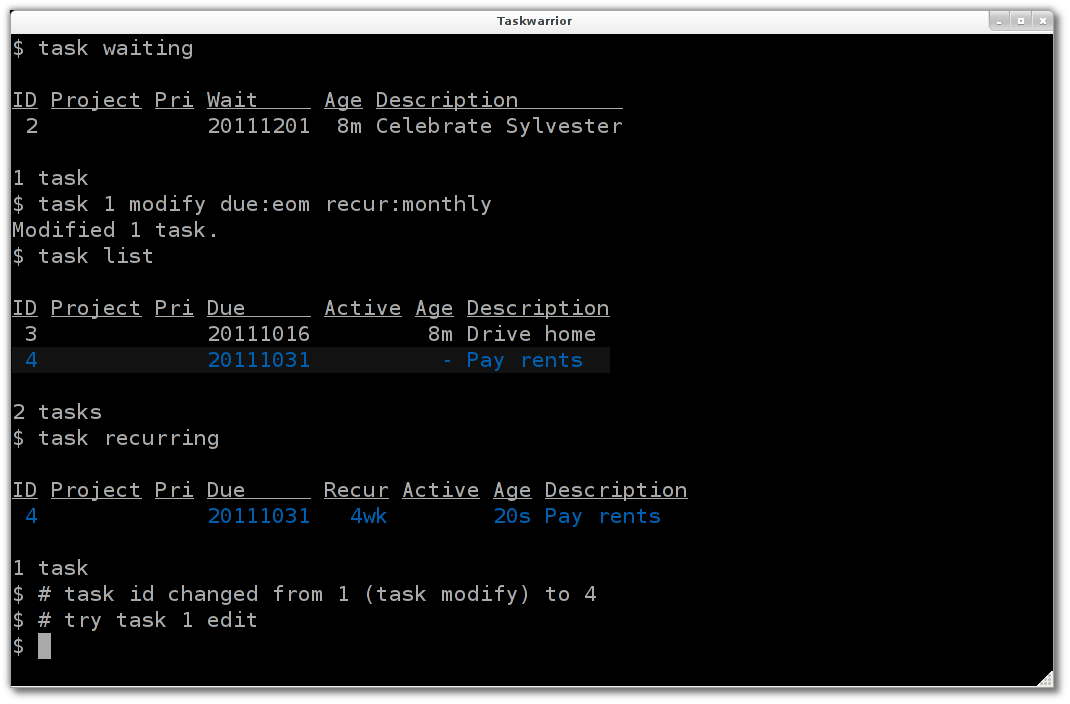 Taskwarrior
$ task waiting
ID Project Pri Wait Age Description
2 20111201 8m Celebrate Sylvester
1 task
$ task 1 modify due:eom recur:monthly
Modified 1 task.
$ task list
ID Project Pri Due Active Age Description
3 20111016 8m Drive home
4 20111031 - Pay rents
2 tasks
$ task recurring
ID Project Pri Due Recur Active Age Description
4 20111031 4wk 20s Pay rents
1 task
$ # task id changed from 1 (task modify) to 4
$ # try task 1 edit
$